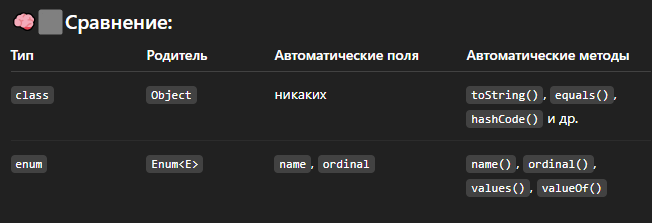 🧠 Сравнение:
Тип Родитель Автоматические поля Автоматические методы
class Object никаких toString(), equals(),
hashCode() и др.
enum Enum<E> name, ordinal name(), ordinal(),
values(), valueOf()